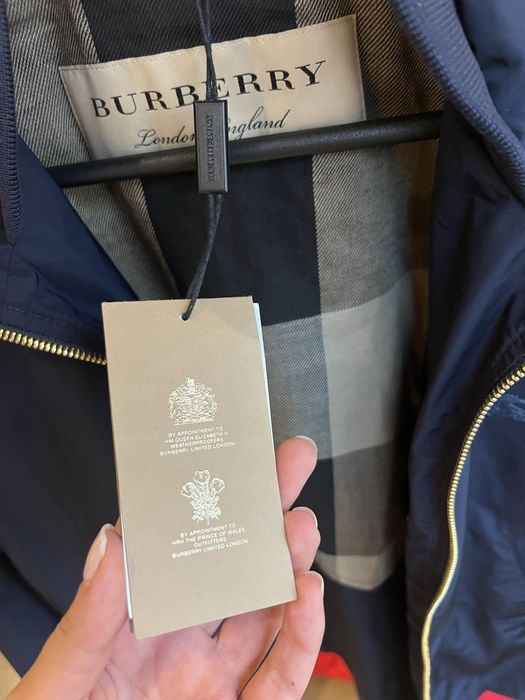 BURBERRY
London England
BURBERRY
BY APPOINTMENT TO
HM QUEEN ELIZABETH II
WEATHERPROOFERS
BURBERRY LIMITED LONDON
BY APPOINTMENT TO
HRH THE PRINCE OF WALES
OUTFITTERS
BURBERRY LIMITED LONDON